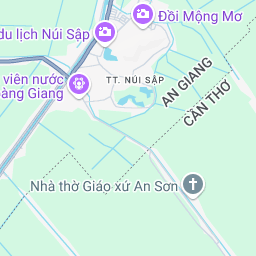 Đồi Mộng Mơ
du lịch Núi Sập
viên nước
àng Giang
TT. NÚI SẬP
AN GIANG
CẦN THƠ
Nhà thờ Giáo xứ An Sơn